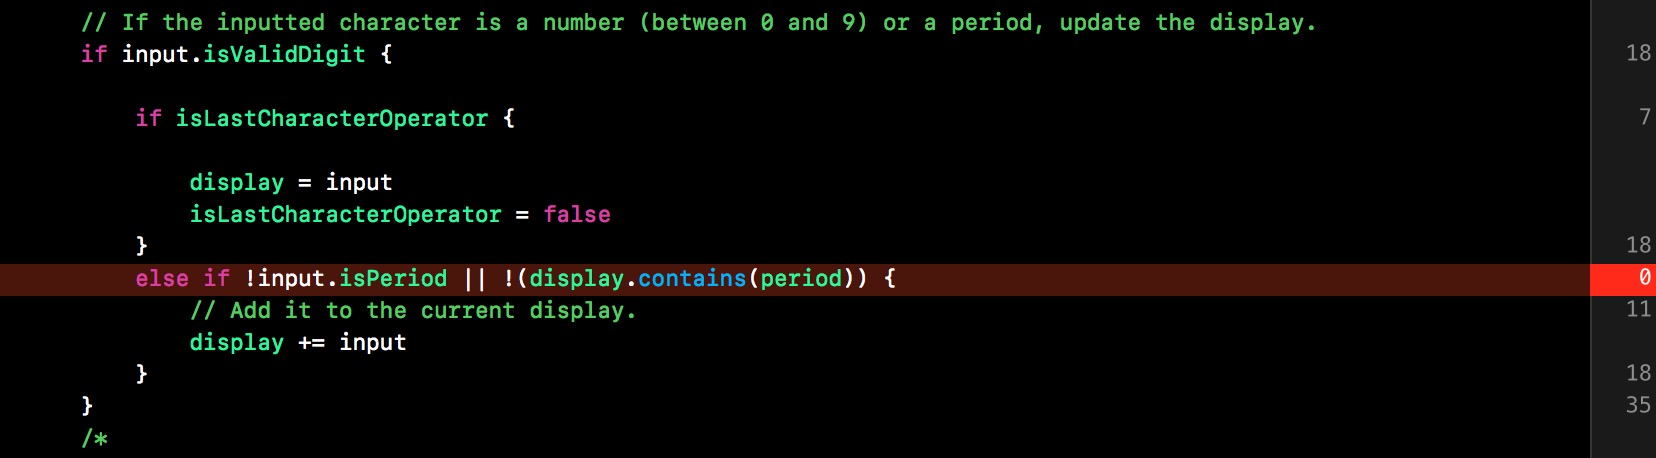 // If the inputted character is a number (between 0 and 9) or a period, update the display.
if input.isValidDigit { 18
if isLastCharacterOperator { 7
display = input
isLastCharacterOperator = false
} 18
else if !input.isPeriod || !(display.contains(period)) { 0
// Add it to the current display. 11
display += input
} 18
} 35
/*